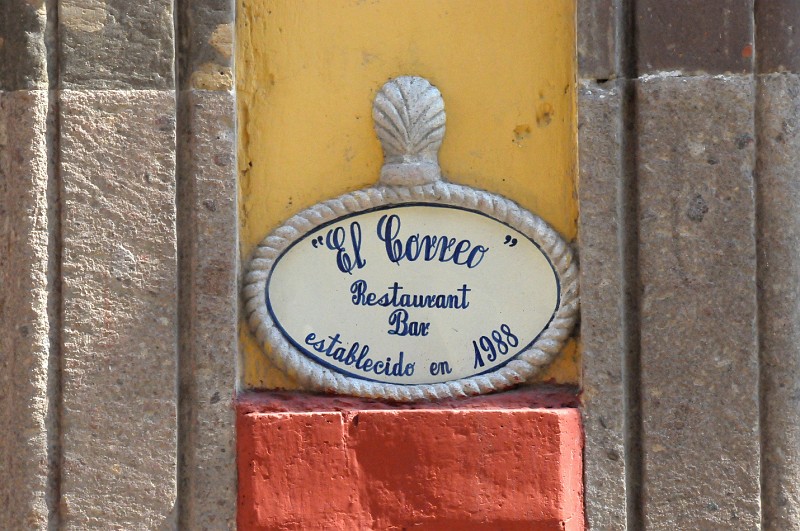 "El Correo"
Restaurant
Bar
establecido en 1988